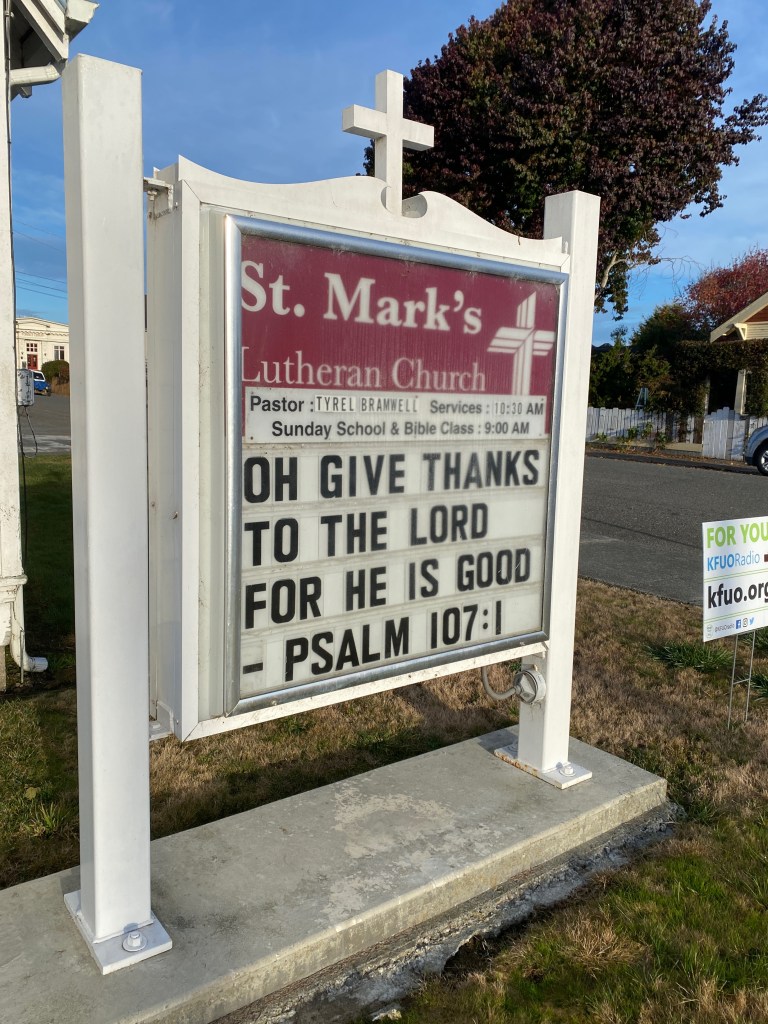 St. Mark's
Lutheran Church
Pastor : TYREL BRAMWELL Services : 10:30 AM
Sunday School & Bible Class : 9:00 AM
OH GIVE THANKS
TO THE LORD
FOR HE IS GOOD
- PSALM 107:1
FOR YOU
KFUORadio
kfuo.org